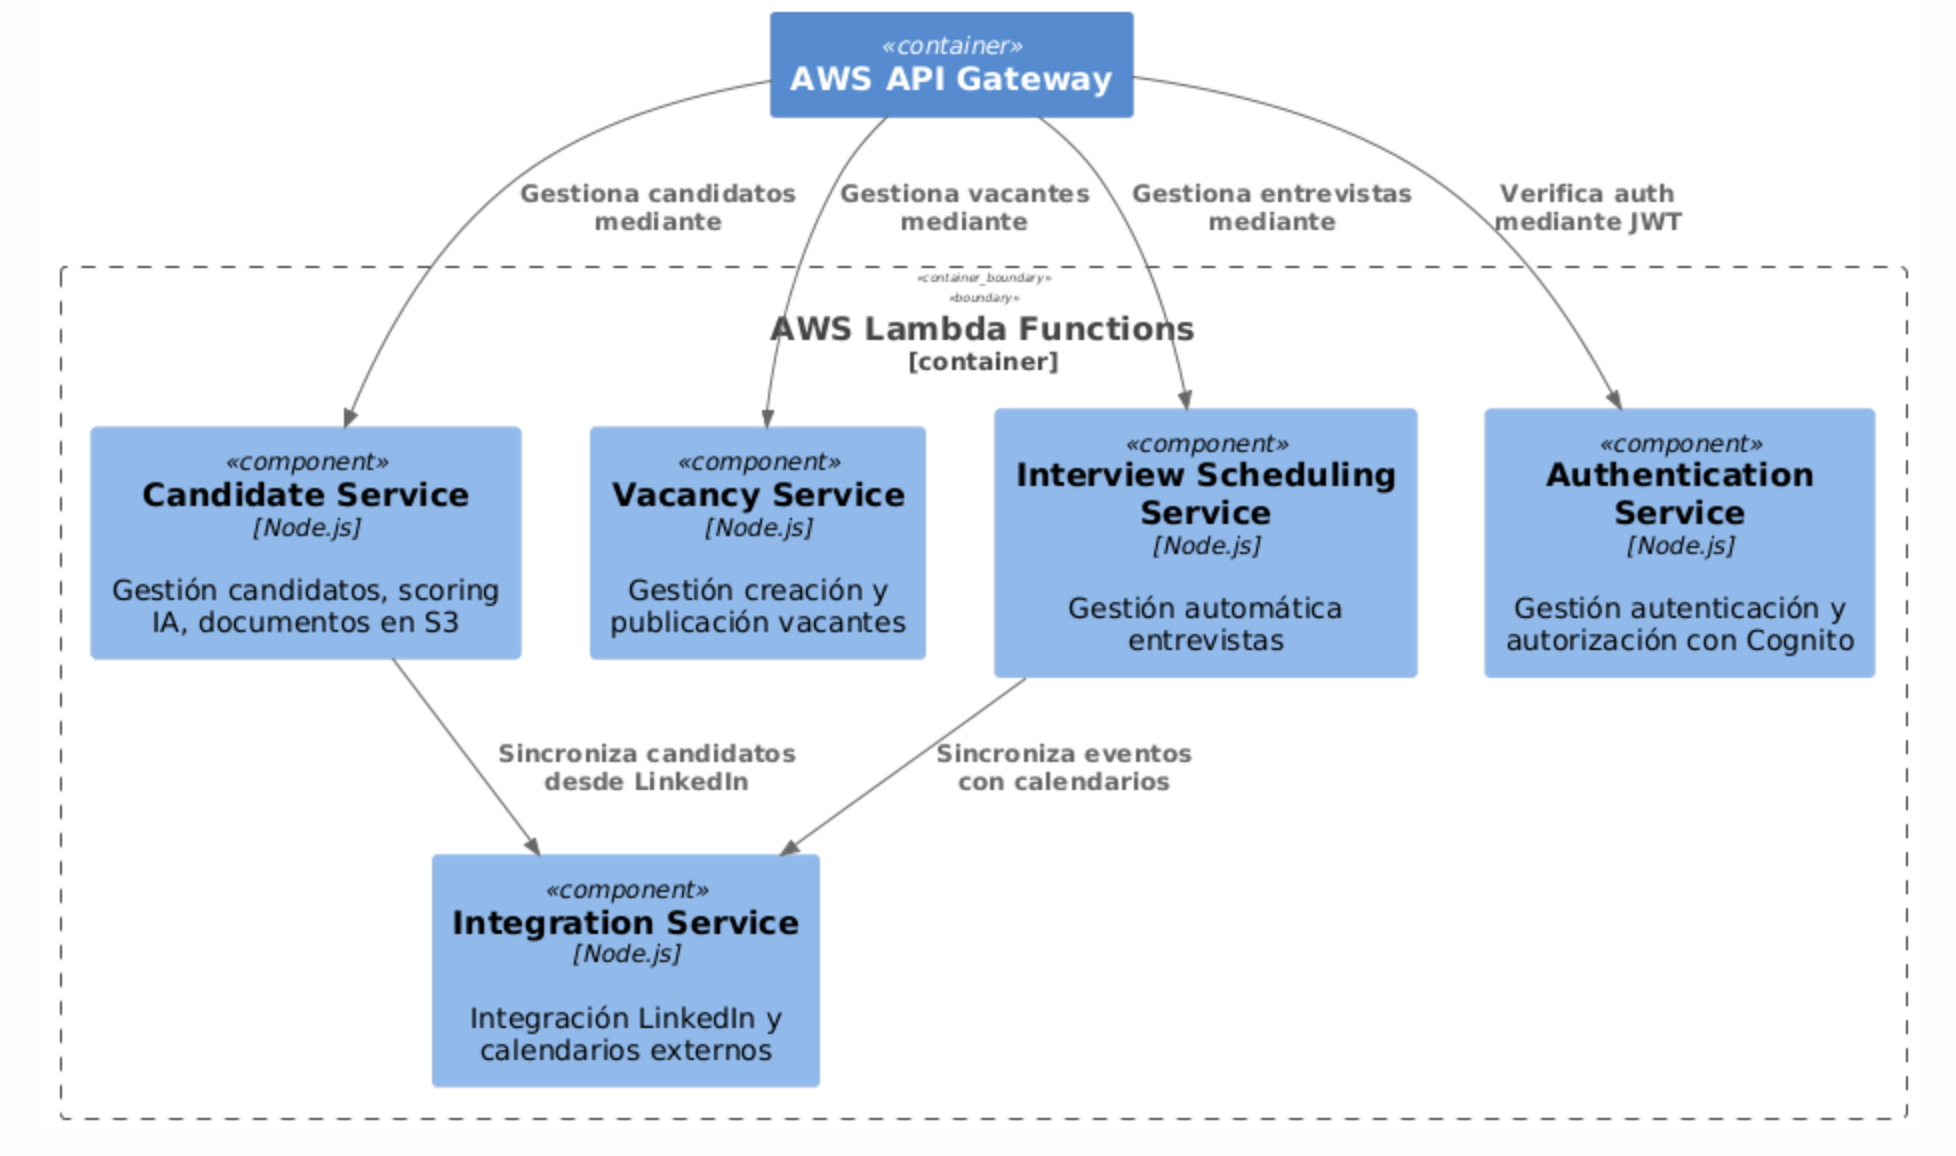 «container»
AWS API Gateway
Gestiona candidatos
mediante
Gestiona vacantes
mediante
Gestiona entrevistas
mediante
Verifica auth
mediante JWT
«container_boundary»
«boundary»
AWS Lambda Functions
[container]
«component»
Candidate Service
[Node.js]
Gestión candidatos, scoring
IA, documentos en S3
«component»
Vacancy Service
[Node.js]
Gestión creación y
publicación vacantes
«component»
Interview Scheduling
Service
[Node.js]
Gestión automática
entrevistas
«component»
Authentication
Service
[Node.js]
Gestión autenticación y
autorización con Cognito
Sincroniza candidatos
desde LinkedIn
Sincroniza eventos
con calendarios
«component»
Integration Service
[Node.js]
Integración LinkedIn y
calendarios externos